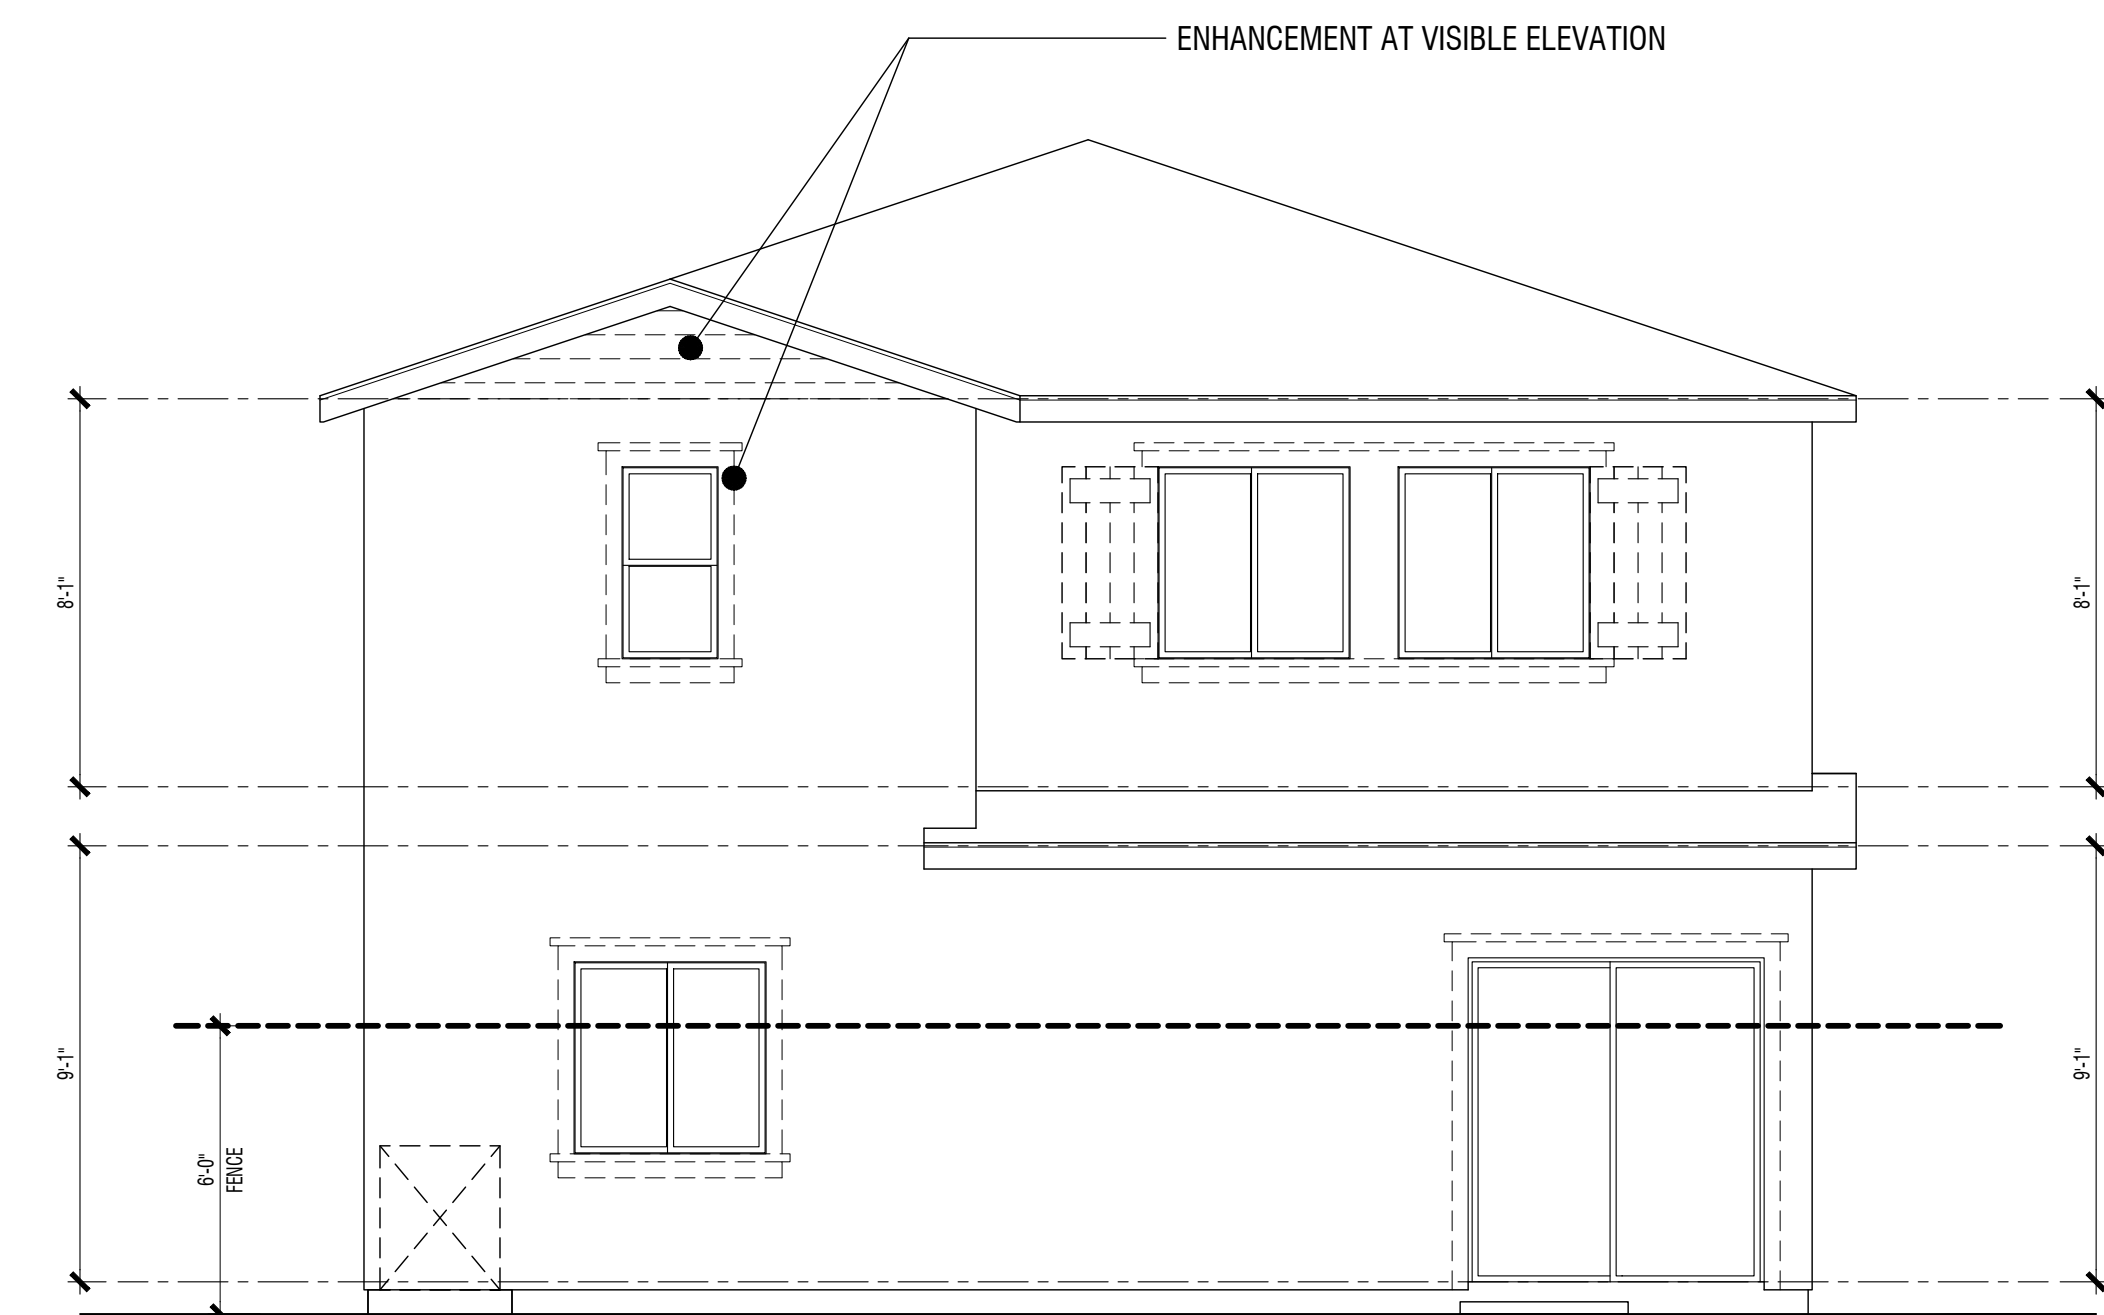 ENHANCEMENT AT VISIBLE ELEVATION
8'-1"
8'-1"
9'-1"
9'-1"
6'-0"
FENCE